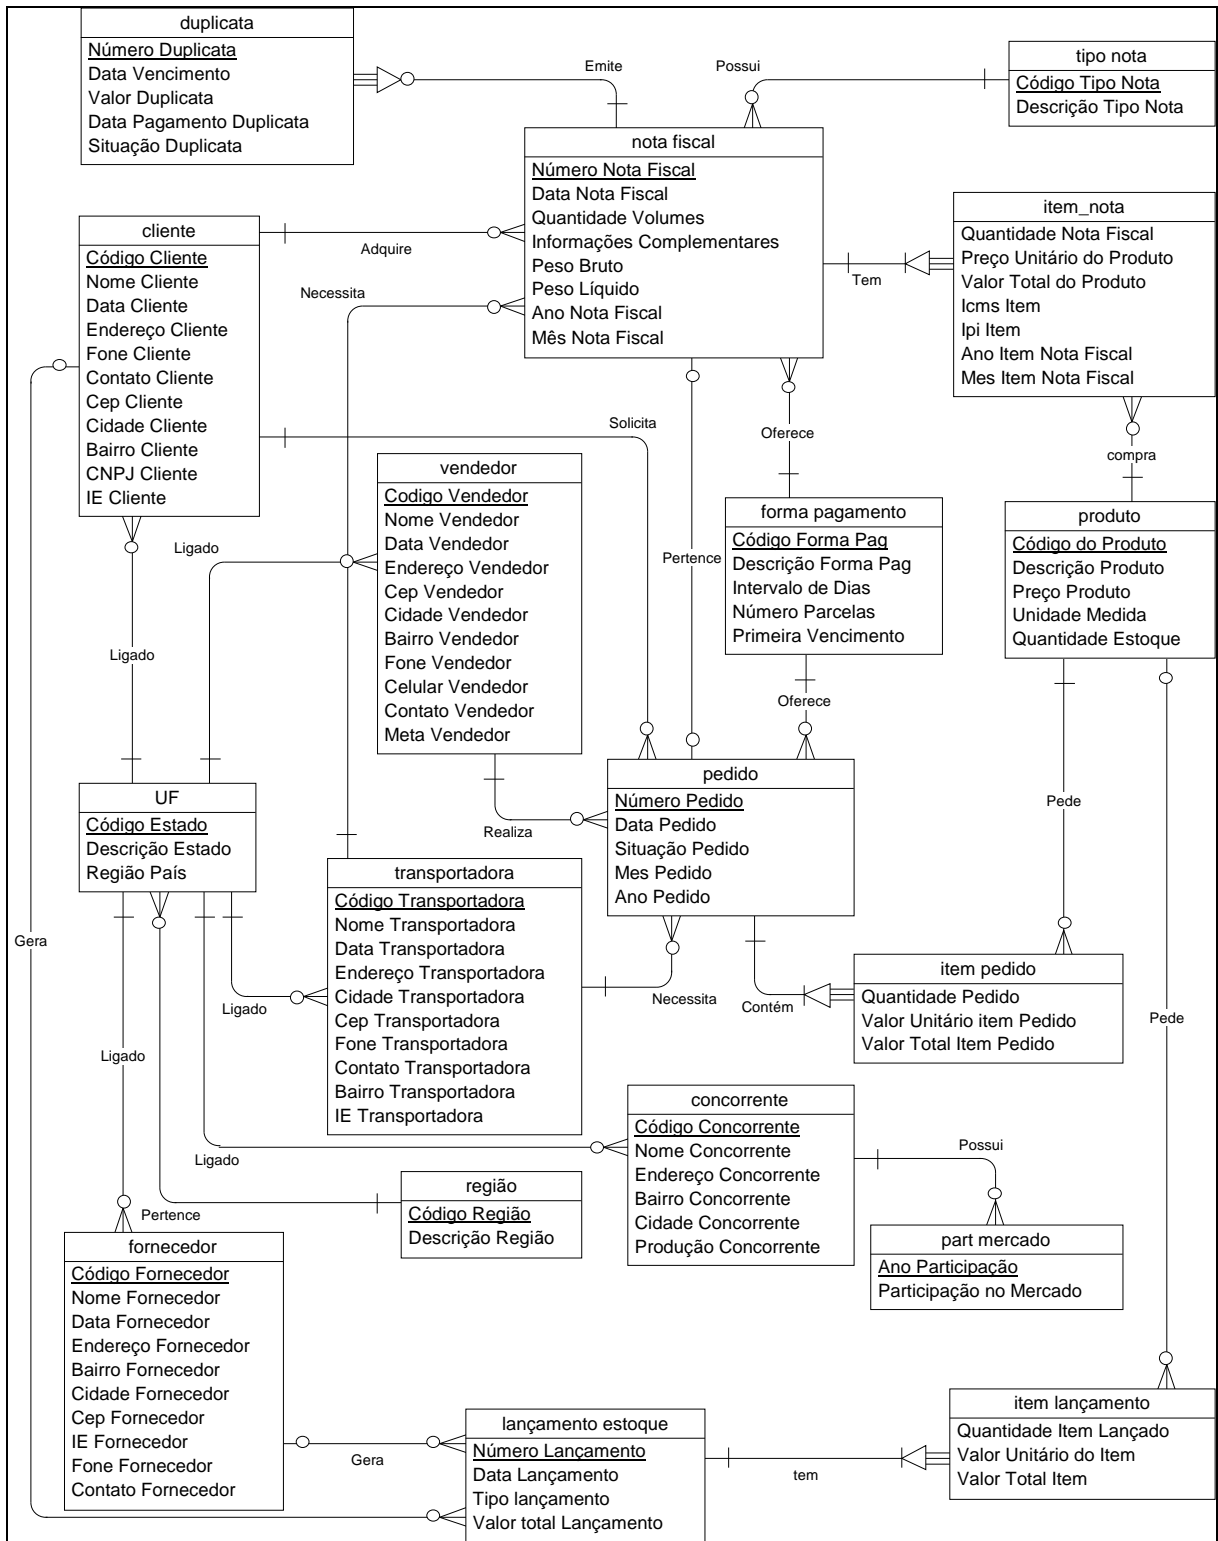 duplicata
Número Duplicata
Data Vencimento
Valor Duplicata
Data Pagamento Duplicata
Situação Duplicata
Emite
Possui
tipo nota
Código Tipo Nota
Descrição Tipo Nota
nota fiscal
Número Nota Fiscal
Data Nota Fiscal
Quantidade Volumes
Informações Complementares
Peso Bruto
Peso Líquido
Ano Nota Fiscal
Mês Nota Fiscal
item_nota
Quantidade Nota Fiscal
Preço Unitário do Produto
Valor Total do Produto
Icms Item
Ipi Item
Ano Item Nota Fiscal
Mes Item Nota Fiscal
cliente
Código Cliente
Nome Cliente
Data Cliente
Endereço Cliente
Fone Cliente
Contato Cliente
Cep Cliente
Cidade Cliente
Bairro Cliente
CNPJ Cliente
IE Cliente
Adquire
Necessita
Tem
Solicita
Oferece
compra
vendedor
Codigo Vendedor
Nome Vendedor
Data Vendedor
Endereço Vendedor
Cep Vendedor
Cidade Vendedor
Bairro Vendedor
Fone Vendedor
Celular Vendedor
Contato Vendedor
Meta Vendedor
Ligado
Pertence
forma pagamento
Código Forma Pag
Descrição Forma Pag
Intervalo de Dias
Número Parcelas
Primeira Vencimento
produto
Código do Produto
Descrição Produto
Preço Produto
Unidade Medida
Quantidade Estoque
Ligado
Oferece
UF
Código Estado
Descrição Estado
Região País
Realiza
pedido
Número Pedido
Data Pedido
Situação Pedido
Mes Pedido
Ano Pedido
Pede
transportadora
Código Transportadora
Nome Transportadora
Data Transportadora
Endereço Transportadora
Cidade Transportadora
Cep Transportadora
Fone Transportadora
Contato Transportadora
Bairro Transportadora
IE Transportadora
Gera
Ligado
Necessita
Contém
item pedido
Quantidade Pedido
Valor Unitário item Pedido
Valor Total Item Pedido
Pede
Ligado
concorrente
Código Concorrente
Nome Concorrente
Endereço Concorrente
Bairro Concorrente
Cidade Concorrente
Produção Concorrente
Ligado
Possui
região
Código Região
Descrição Região
Pertence
part mercado
Ano Participação
Participação no Mercado
fornecedor
Código Fornecedor
Nome Fornecedor
Data Fornecedor
Endereço Fornecedor
Bairro Fornecedor
Cidade Fornecedor
Cep Fornecedor
IE Fornecedor
Fone Fornecedor
Contato Fornecedor
Gera
lançamento estoque
Número Lançamento
Data Lançamento
Tipo lançamento
Valor total Lançamento
tem
item lançamento
Quantidade Item Lançado
Valor Unitário do Item
Valor Total Item